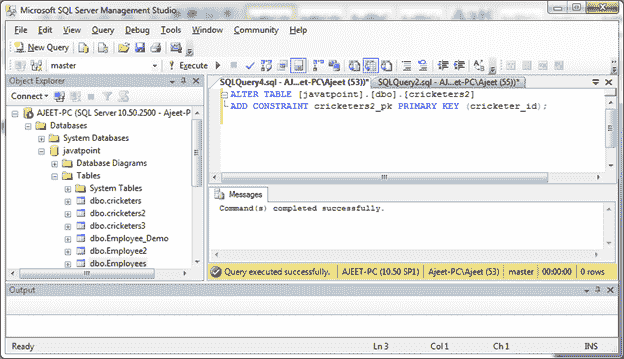 Microsoft SQL Server Management Studio
File Edit View Query Debug Tools Window Community Help
New Query
master Execute
Object Explorer
Connect
AJEET-PC (SQL Server 10.50.2500 - Ajeet-P
Databases
System Databases
javatpoint
Database Diagrams
Tables
System Tables
dbo.cricketers
dbo.cricketers2
dbo.cricketers3
dbo.Employee_Demo
dbo.Employee2
dbo.Employees
SQLQuery4.sql - AJ...et-PC\Ajeet (53))* SQLQuery2.sql - AJ...et-PC\Ajeet (55))*
ALTER TABLE [javatpoint].[dbo].[cricketers2]
ADD CONSTRAINT cricketers2_pk PRIMARY KEY (cricketer_id);
Messages
Command(s) completed successfully.
Query executed successfully. AJEET-PC (10.50 SP1) Ajeet-PC\Ajeet (53) master 00:00:00 0 rows
Output
Ready Ln 3 Col 1 Ch 1 INS